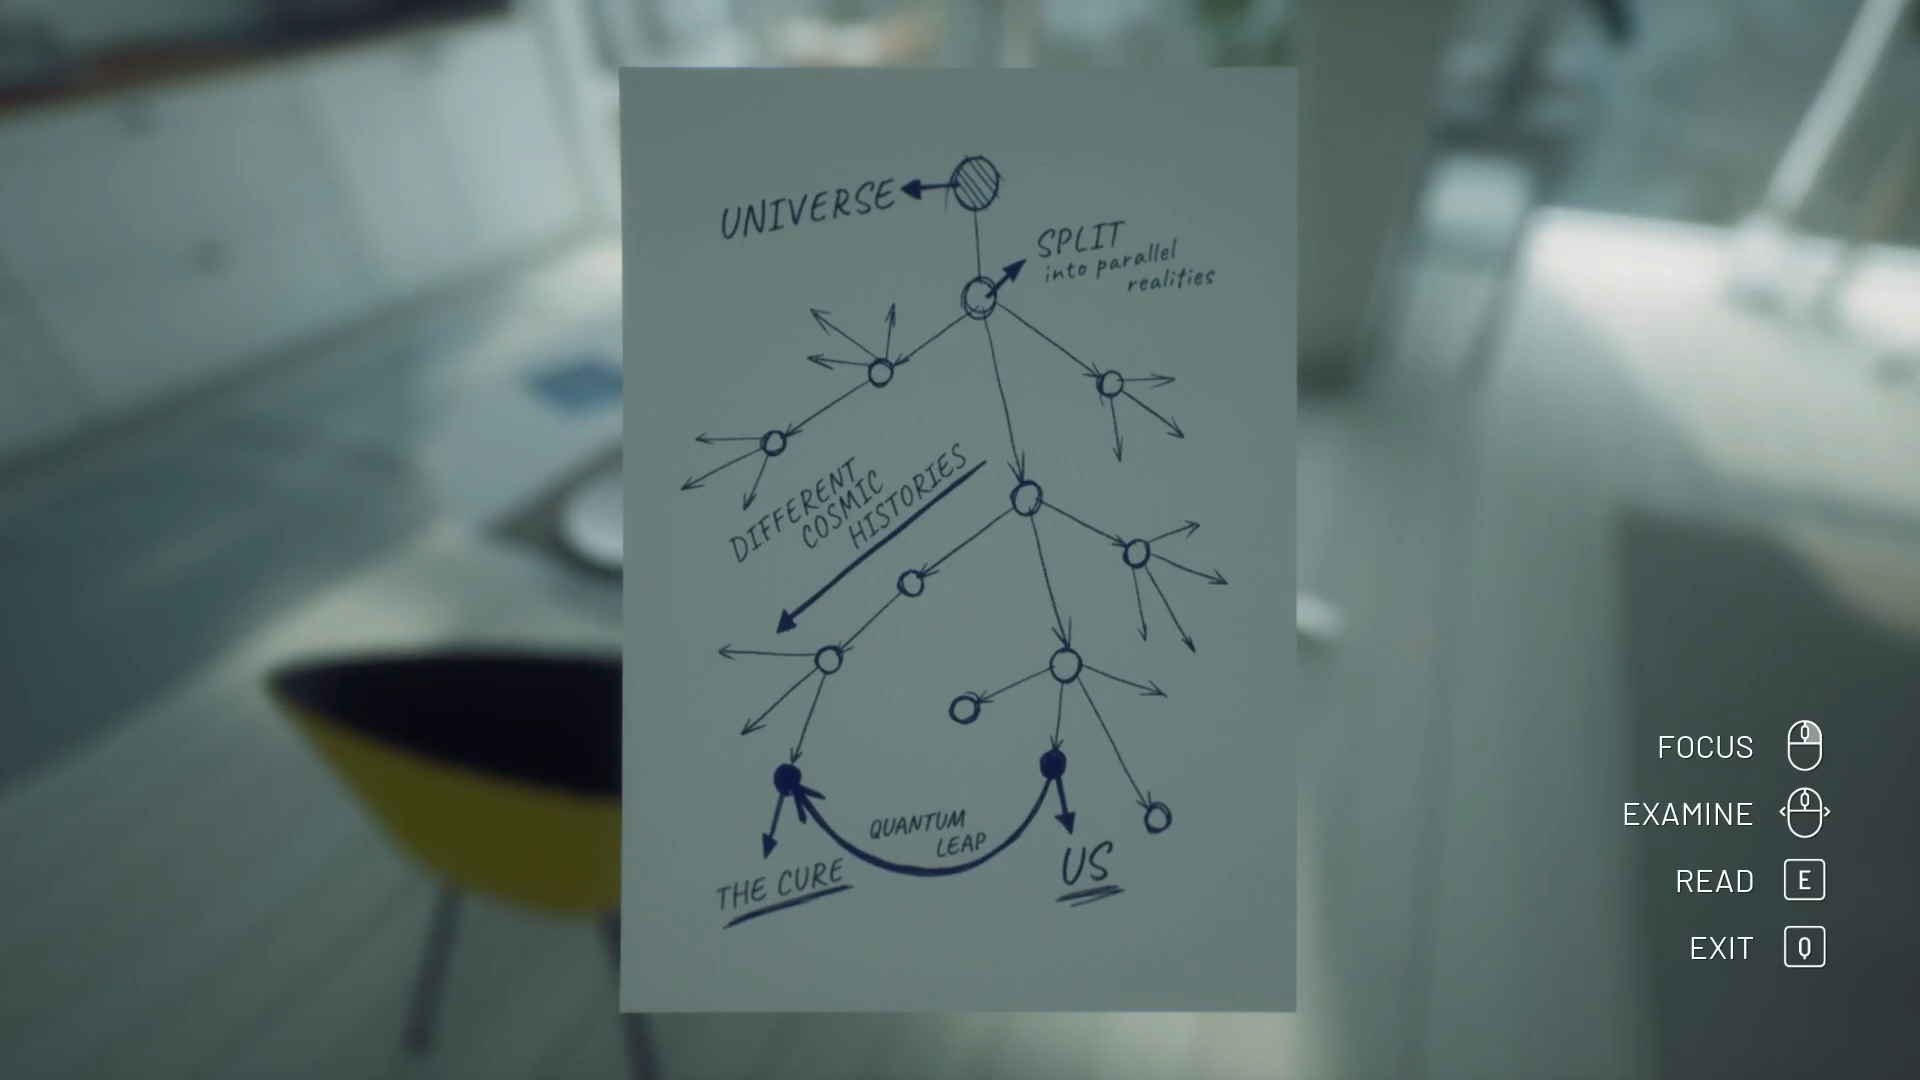 UNIVERSE
SPLIT
into parallel
realities
DIFFERENT
COSMIC
HISTORIES
QUANTUM
LEAP
THE CURE
US
FOCUS
EXAMINE
READ E
EXIT Q